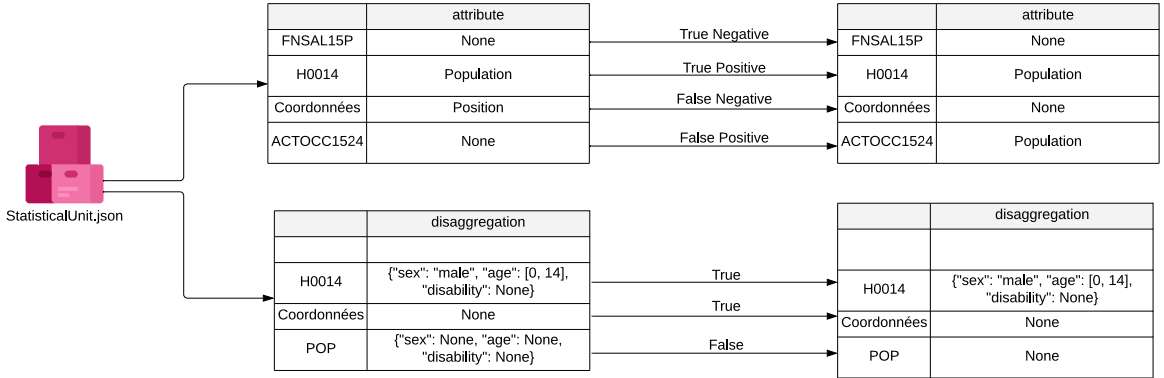 attribute
FNSAL15P None
H0014 Population
Coordonnées Position
ACTOCC1524 None
True Negative
True Positive
False Negative
False Positive
attribute
FNSAL15P None
H0014 Population
Coordonnées None
ACTOCC1524 Population
StatisticalUnit.json
disaggregation
H0014 {"sex": "male", "age": [0, 14],
"disability": None}
Coordonnées None
POP {"sex": None, "age": None,
"disability": None}
True
True
False
disaggregation
H0014 {"sex": "male", "age": [0, 14],
"disability": None}
Coordonnées None
POP None